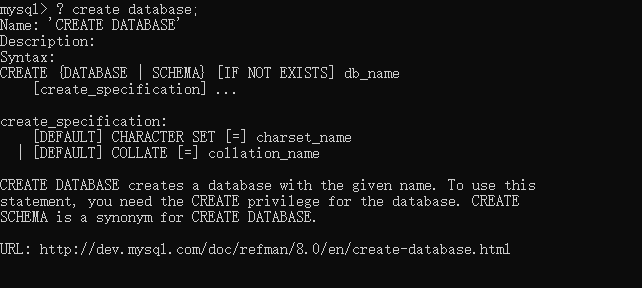 mysql> ? create database;
Name: 'CREATE DATABASE'
Description:
Syntax:
CREATE {DATABASE | SCHEMA} [IF NOT EXISTS] db_name
    [create_specification] ...

create_specification:
    [DEFAULT] CHARACTER SET [=] charset_name
  | [DEFAULT] COLLATE [=] collation_name

CREATE DATABASE creates a database with the given name. To use this
statement, you need the CREATE privilege for the database. CREATE
SCHEMA is a synonym for CREATE DATABASE.

URL: http://dev.mysql.com/doc/refman/8.0/en/create-database.html